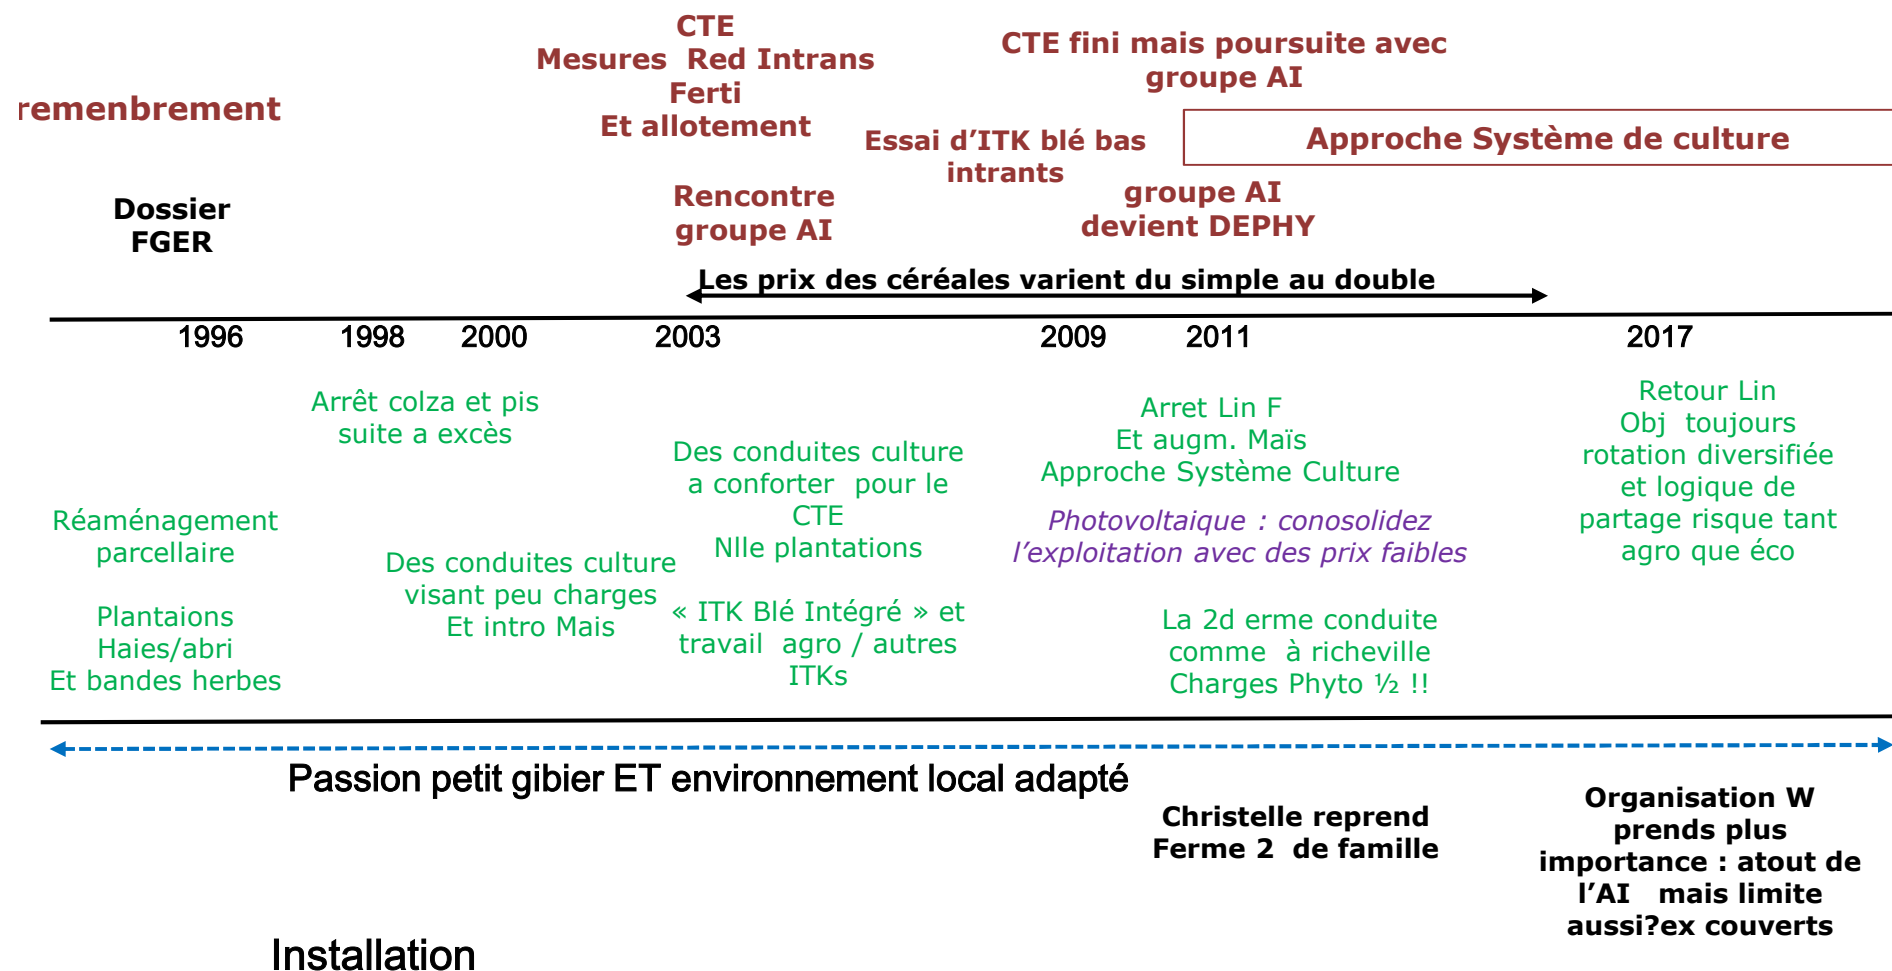 CTE
Mesures Red Intrans
Ferti
Et allotement
CTE fini mais poursuite avec
groupe AI
remenbrement
Essai d’ITK blé bas
intrants
Approche Système de culture
Dossier
FGER
Rencontre
groupe AI
groupe AI
devient DEPHY
Les prix des céréales varient du simple au double
1996
1998
2000
2003
2009
2011
2017
Arrêt colza et pis
suite a excès
Réaménagement
parcellaire
Plantaions
Haies/abri
Et bandes herbes
Des conduites culture
visant peu charges
Et intro Mais
Des conduites culture
a conforter pour le
CTE
Nlle plantations
« ITK Blé Intégré » et
travail agro / autres
ITKs
Arret Lin F
Et augm. Maïs
Approche Système Culture
Photovoltaique : conosolidez
l’exploitation avec des prix faibles
La 2d erme conduite
comme à richeville
Charges Phyto ½ !!
Retour Lin
Obj toujours
rotation diversifiée
et logique de
partage risque tant
agro que éco
Passion petit gibier ET environnement local adapté
Christelle reprend
Ferme 2 de famille
Organisation W
prends plus
importance : atout de
l’AI mais limite
aussi?ex couverts
Installation